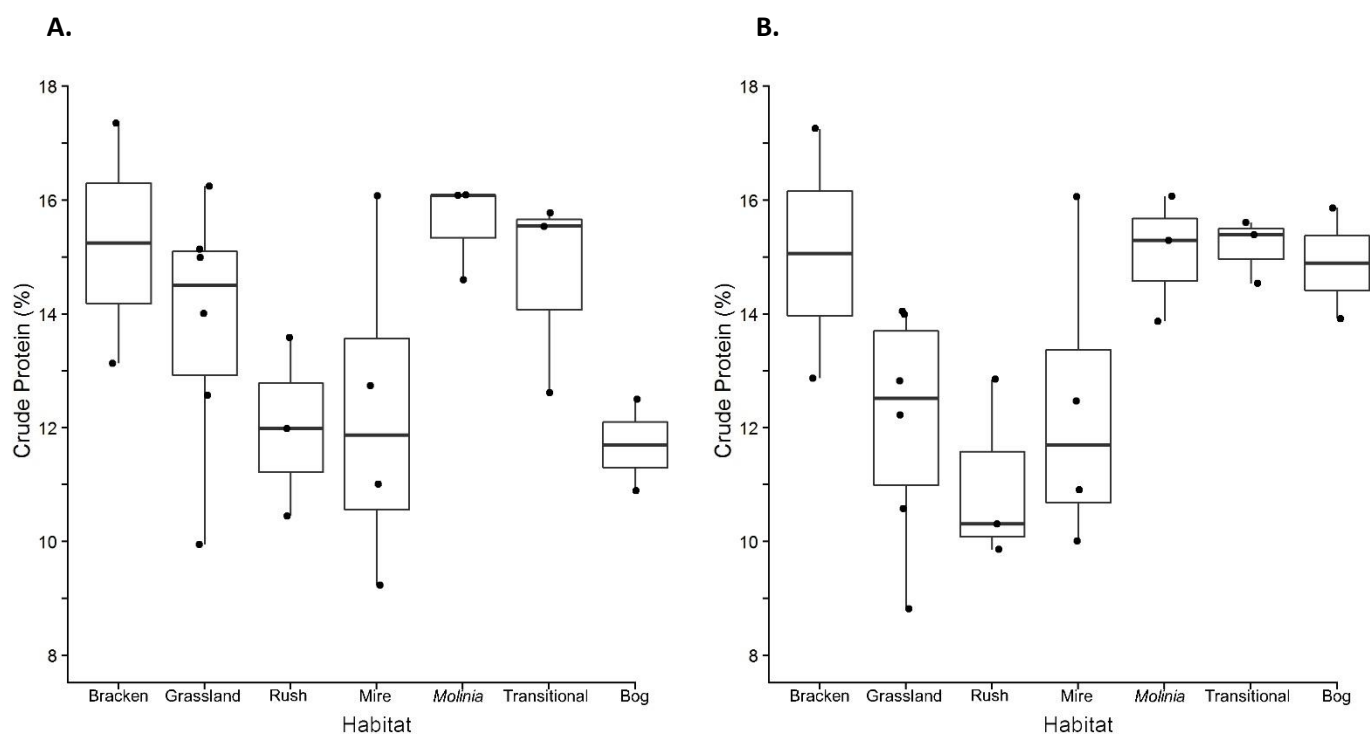 A.
18
16
14
12
10
8
Crude Protein (%)
Bracken Grassland Rush Mire Molinia Transitional Bog
Habitat
B.
18
16
14
12
10
8
Crude Protein (%)
Bracken Grassland Rush Mire Molinia Transitional Bog
Habitat